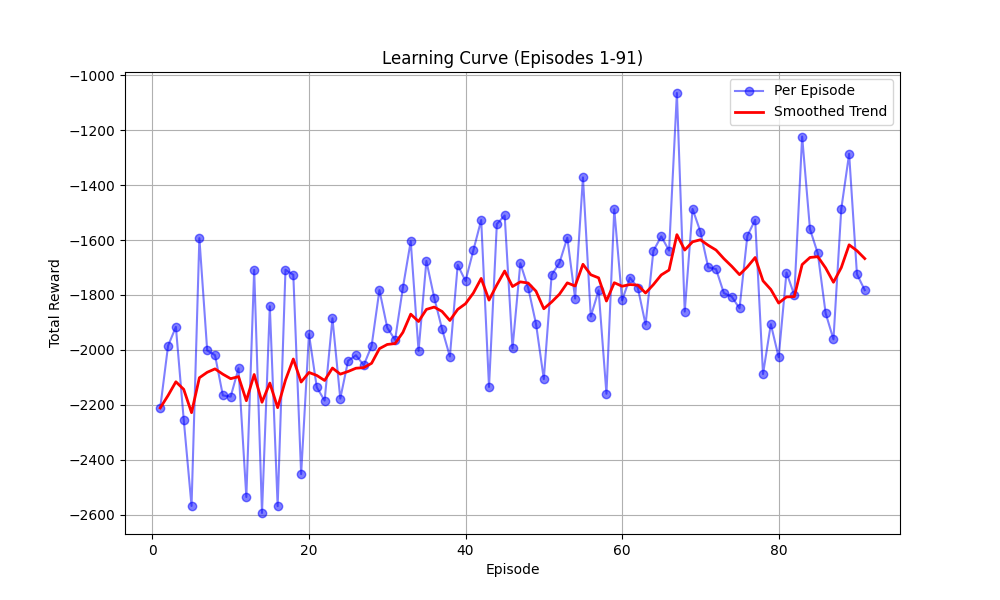 Learning Curve (Episodes 1-91)
Per Episode
Smoothed Trend
Total Reward
−1000
−1200
−1400
−1600
−1800
−2000
−2200
−2400
−2600
0 20 40 60 80
Episode